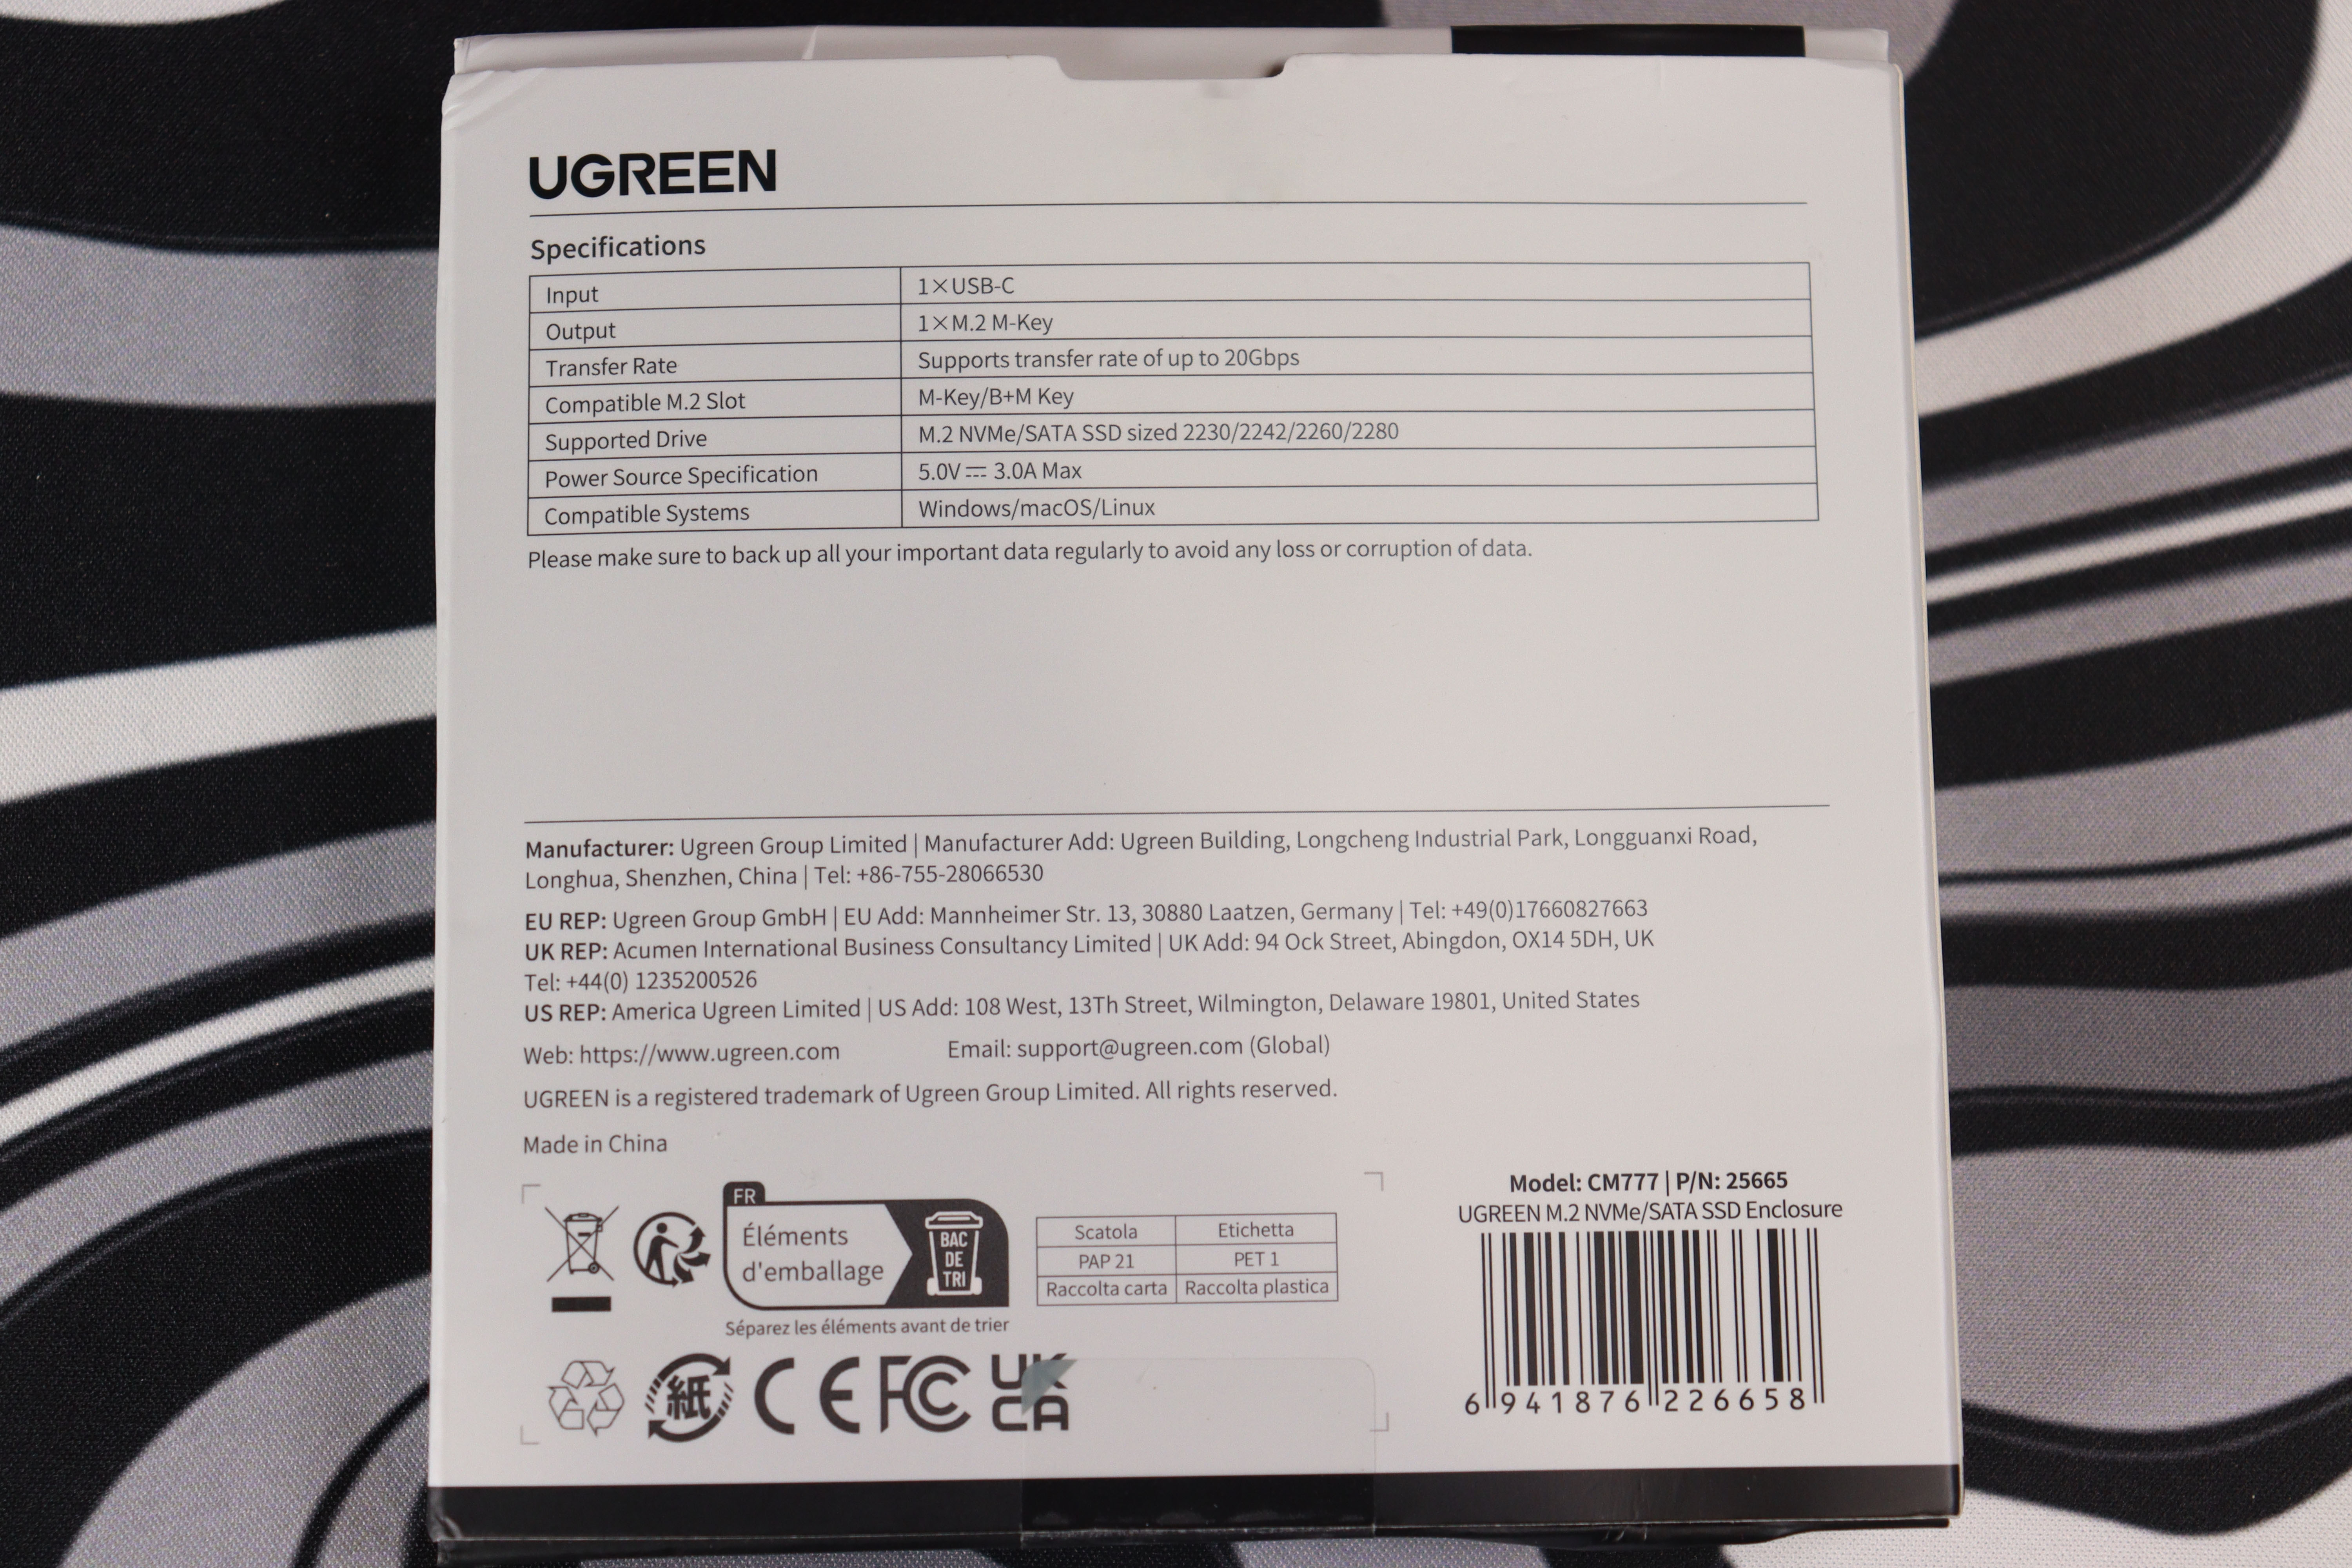 UGREEN
Specifications
Input 1×USB-C
Output 1×M.2 M-Key
Transfer Rate Supports transfer rate of up to 20Gbps
Compatible M.2 Slot M-Key/B+M Key
Supported Drive M.2 NVMe/SATA SSD sized 2230/2242/2260/2280
Power Source Specification 5.0V⎓3.0A Max
Compatible Systems Windows/macOS/Linux
Please make sure to back up all your important data regularly to avoid any loss or corruption of data.
Manufacturer: Ugreen Group Limited | Manufacturer Add: Ugreen Building, Longcheng Industrial Park, Longguanxi Road,
Longhua, Shenzhen, China | Tel: +86-755-28066530
EU REP: Ugreen Group GmbH | EU Add: Mannheimer Str. 13, 30880 Laatzen, Germany | Tel: +49(0)17660827663
UK REP: Acumen International Business Consultancy Limited | UK Add: 94 Ock Street, Abingdon, OX14 5DH, UK
Tel: +44(0) 1235200526
US REP: America Ugreen Limited | US Add: 108 West, 13Th Street, Wilmington, Delaware 19801, United States
Web: https://www.ugreen.com Email: support@ugreen.com (Global)
UGREEN is a registered trademark of Ugreen Group Limited. All rights reserved.
Made in China
FR
Éléments
d'emballage
BAC
DE
TRI
Séparez les éléments avant de trier
Scatola Etichetta
PAP 21 PET 1
Raccolta carta Raccolta plastica
紙 CE FC UK
CA
Model: CM777 | P/N: 25665
UGREEN M.2 NVMe/SATA SSD Enclosure
6 941876 226658